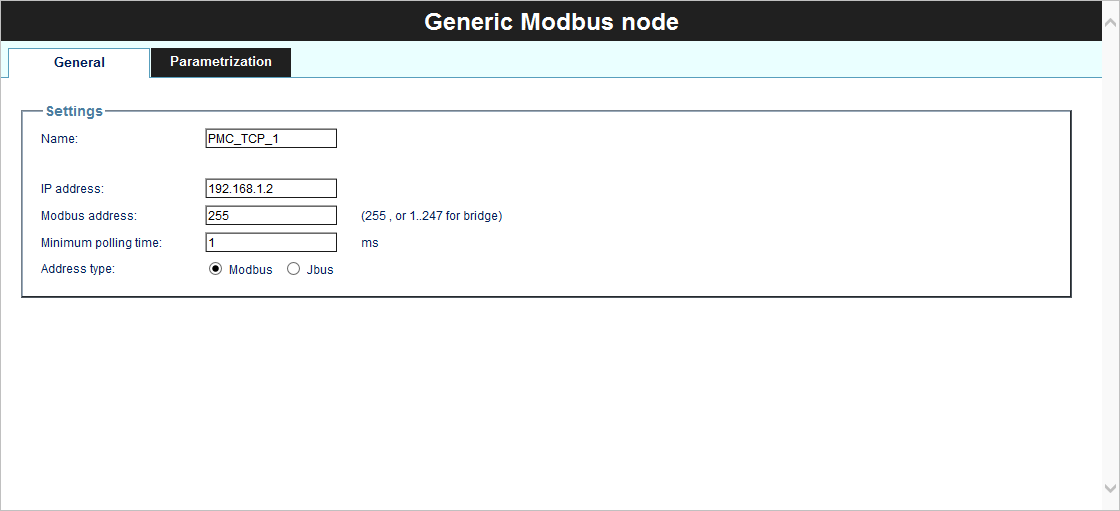 Generic Modbus node
General
Parametrization
Settings
Name: PMC_TCP_1
IP address: 192.168.1.2
Modbus address: 255 (255 , or 1..247 for bridge)
Minimum polling time: 1 ms
Address type: Modbus Jbus